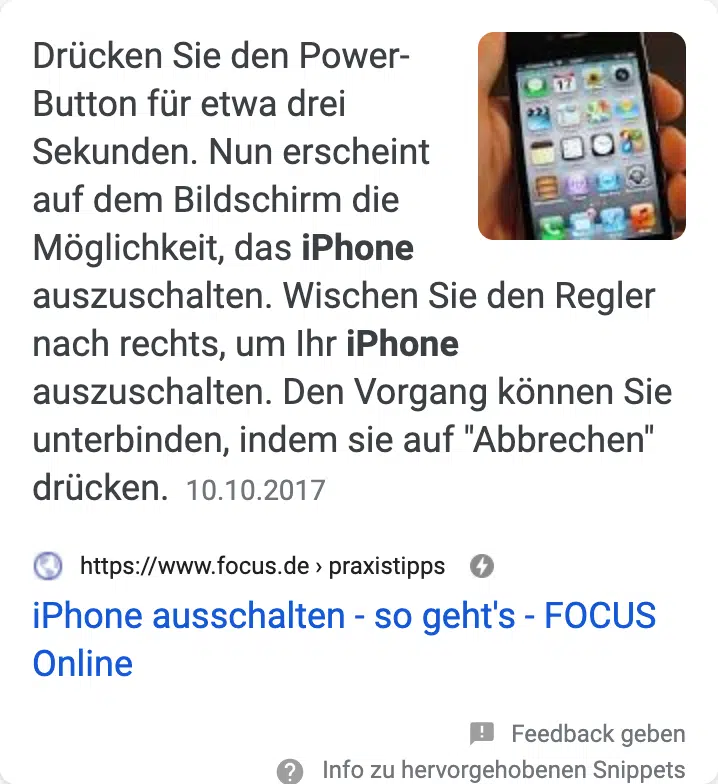 Drücken Sie den Power-
Button für etwa drei
Sekunden. Nun erscheint
auf dem Bildschirm die
Möglichkeit, das iPhone
auszuschalten. Wischen Sie den Regler
nach rechts, um Ihr iPhone
auszuschalten. Den Vorgang können Sie
unterbinden, indem sie auf "Abbrechen"
drücken. 10.10.2017
https://www.focus.de › praxistipps
iPhone ausschalten - so geht's - FOCUS
Online
Feedback geben
Info zu hervorgehobenen Snippets